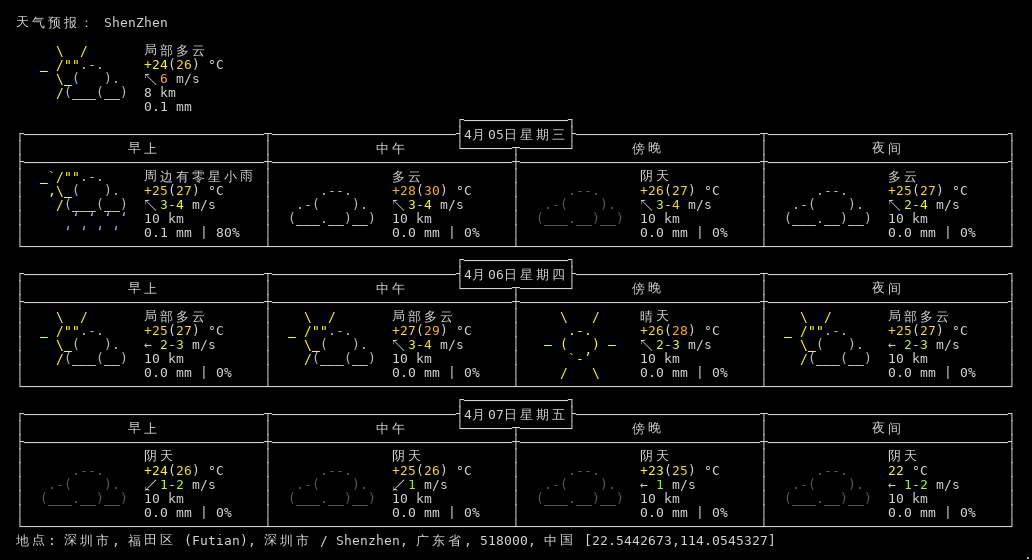 天气预报： ShenZhen
局部多云
+24(26) °C
↖6 m/s
8 km
0.1 mm
4月05日星期三
早上 中午 傍晚 夜间
周边有零星小雨 多云 阴天 多云
+25(27) °C +28(30) °C +26(27) °C +25(27) °C
↖3-4 m/s ↖3-4 m/s ↖3-4 m/s ↖2-4 m/s
10 km 10 km 10 km 10 km
0.1 mm | 80% 0.0 mm | 0% 0.0 mm | 0% 0.0 mm | 0%
4月06日星期四
早上 中午 傍晚 夜间
局部多云 局部多云 晴天 局部多云
+25(27) °C +27(29) °C +26(28) °C +25(27) °C
← 2-3 m/s ↖3-4 m/s ↖2-3 m/s ← 2-3 m/s
10 km 10 km 10 km 10 km
0.0 mm | 0% 0.0 mm | 0% 0.0 mm | 0% 0.0 mm | 0%
4月07日星期五
早上 中午 傍晚 夜间
阴天 阴天 阴天 阴天
+24(26) °C +25(26) °C +23(25) °C 22 °C
↙1-2 m/s ↙1 m/s ← 1 m/s ← 1-2 m/s
10 km 10 km 10 km 10 km
0.0 mm | 0% 0.0 mm | 0% 0.0 mm | 0% 0.0 mm | 0%
地点: 深圳市, 福田区 (Futian), 深圳市 / Shenzhen, 广东省, 518000, 中国 [22.5442673,114.0545327]